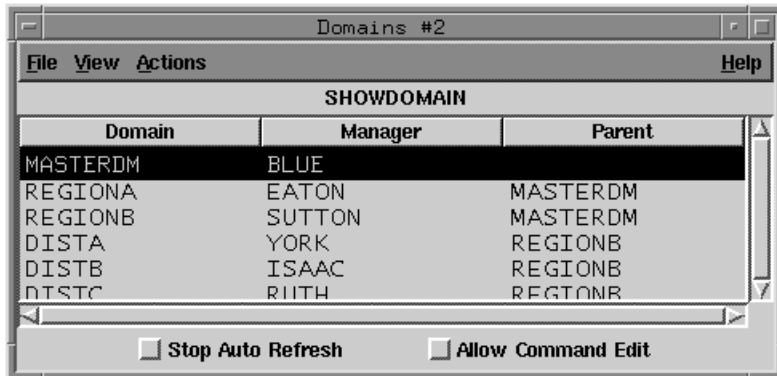 Domains #2
File View Actions Help
SHOWDOMAIN
Domain Manager Parent
MASTERDM BLUE
REGIONA EATON MASTERDM
REGIONB SUTTON MASTERDM
DISTA YORK REGIONB
DISTB ISAAC REGIONB
DISTC RUTH REGIONB
Stop Auto Refresh Allow Command Edit